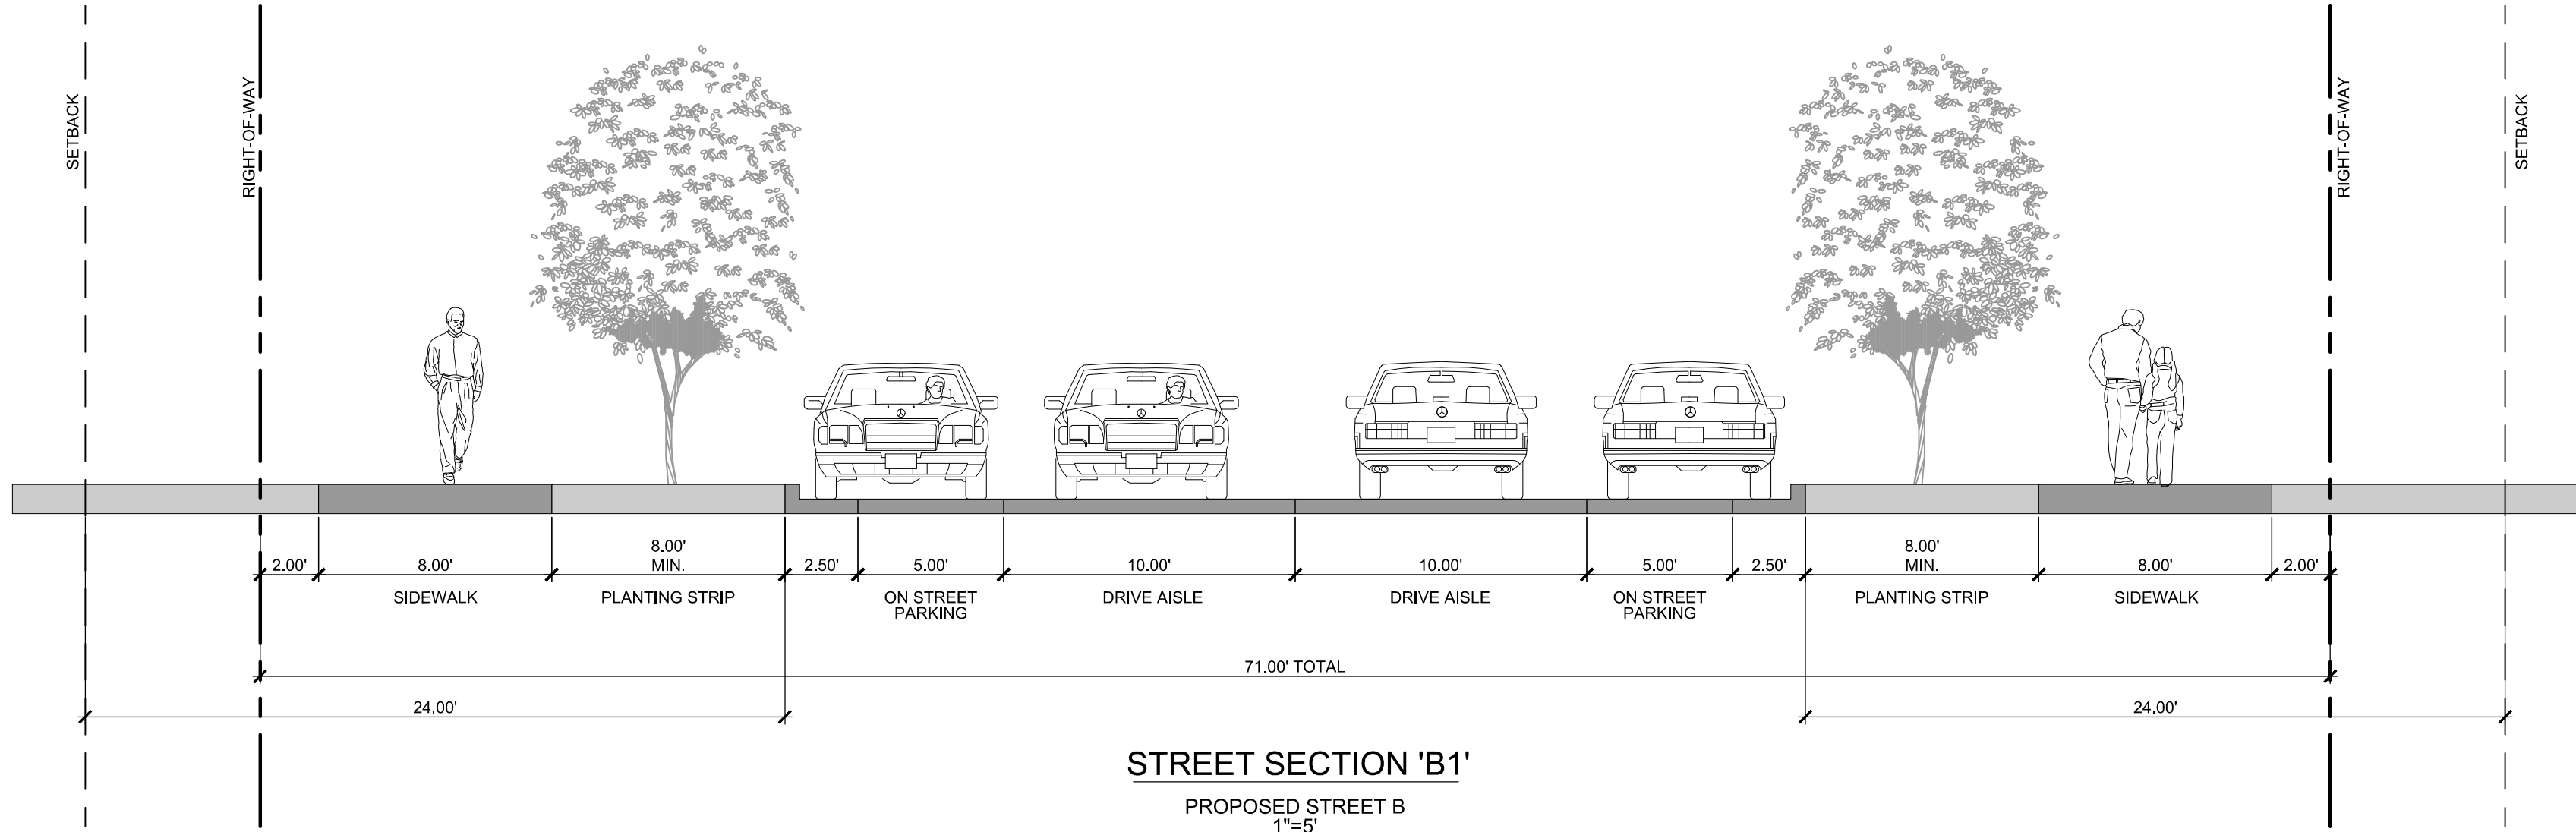 SETBACK
RIGHT-OF-WAY
RIGHT-OF-WAY
SETBACK
2.00'
8.00'
8.00'
MIN.
2.50'
5.00'
10.00'
10.00'
5.00'
2.50'
8.00'
MIN.
8.00'
2.00'
SIDEWALK
PLANTING STRIP
ON STREET
PARKING
DRIVE AISLE
DRIVE AISLE
ON STREET
PARKING
PLANTING STRIP
SIDEWALK
71.00' TOTAL
24.00'
24.00'
STREET SECTION 'B1'
PROPOSED STREET B
1"=5'